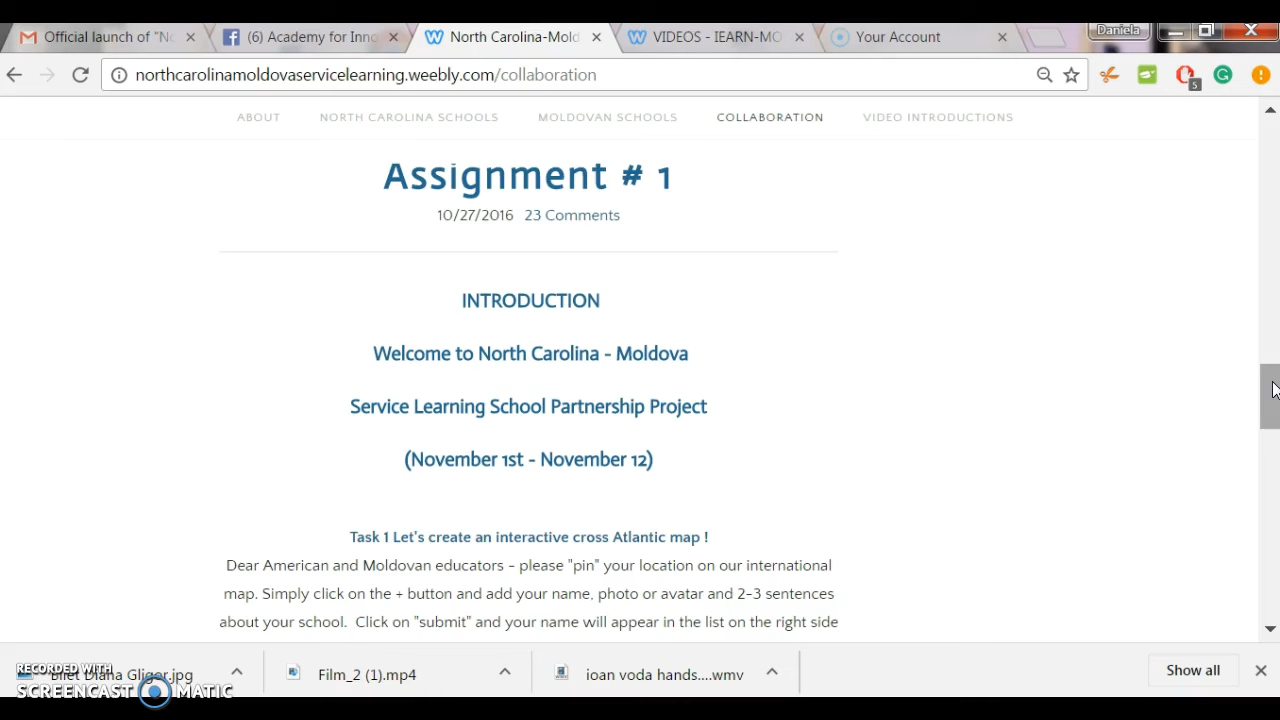 Official launch of "No
(6) Academy for Inno
North Carolina-Mold
VIDEOS - IEARN-MO
Your Account
Daniela
northcarolinamoldovaservicelearning.weebly.com/collaboration
5
ABOUT
NORTH CAROLINA SCHOOLS
MOLDOVAN SCHOOLS
COLLABORATION
VIDEO INTRODUCTIONS
Assignment # 1
10/27/2016 23 Comments
INTRODUCTION
Welcome to North Carolina - Moldova
Service Learning School Partnership Project
(November 1st - November 12)
Task 1 Let's create an interactive cross Atlantic map !
Dear American and Moldovan educators - please "pin" your location on our international
map. Simply click on the + button and add your name, photo or avatar and 2-3 sentences
about your school. Click on "submit" and your name will appear in the list on the right side
RECORDED WITH
Bilet Diana Gligor.jpg
SCREENCAST MATIC
Film_2 (1).mp4
ioan voda hands....wmv
Show all